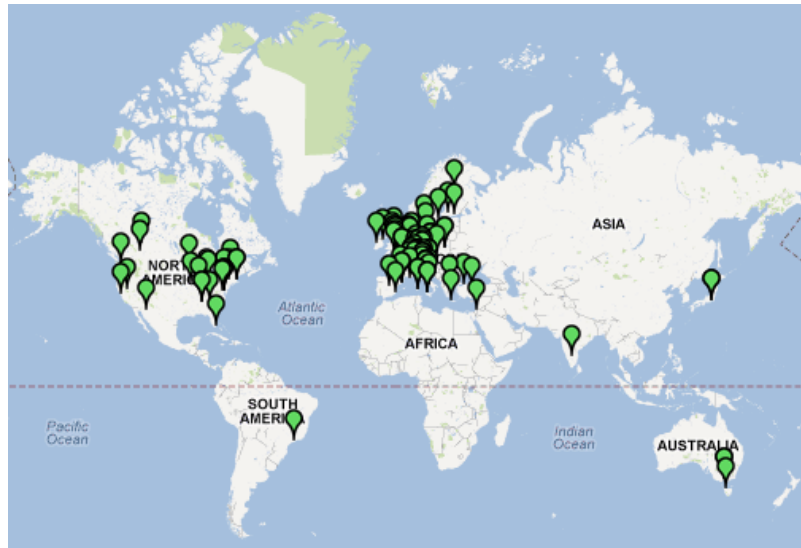 ASIA
NORTH
AMERICA
Atlantic
Ocean
AFRICA
SOUTH
AMERICA
Pacific
Ocean
Indian
Ocean
AUSTRALIA